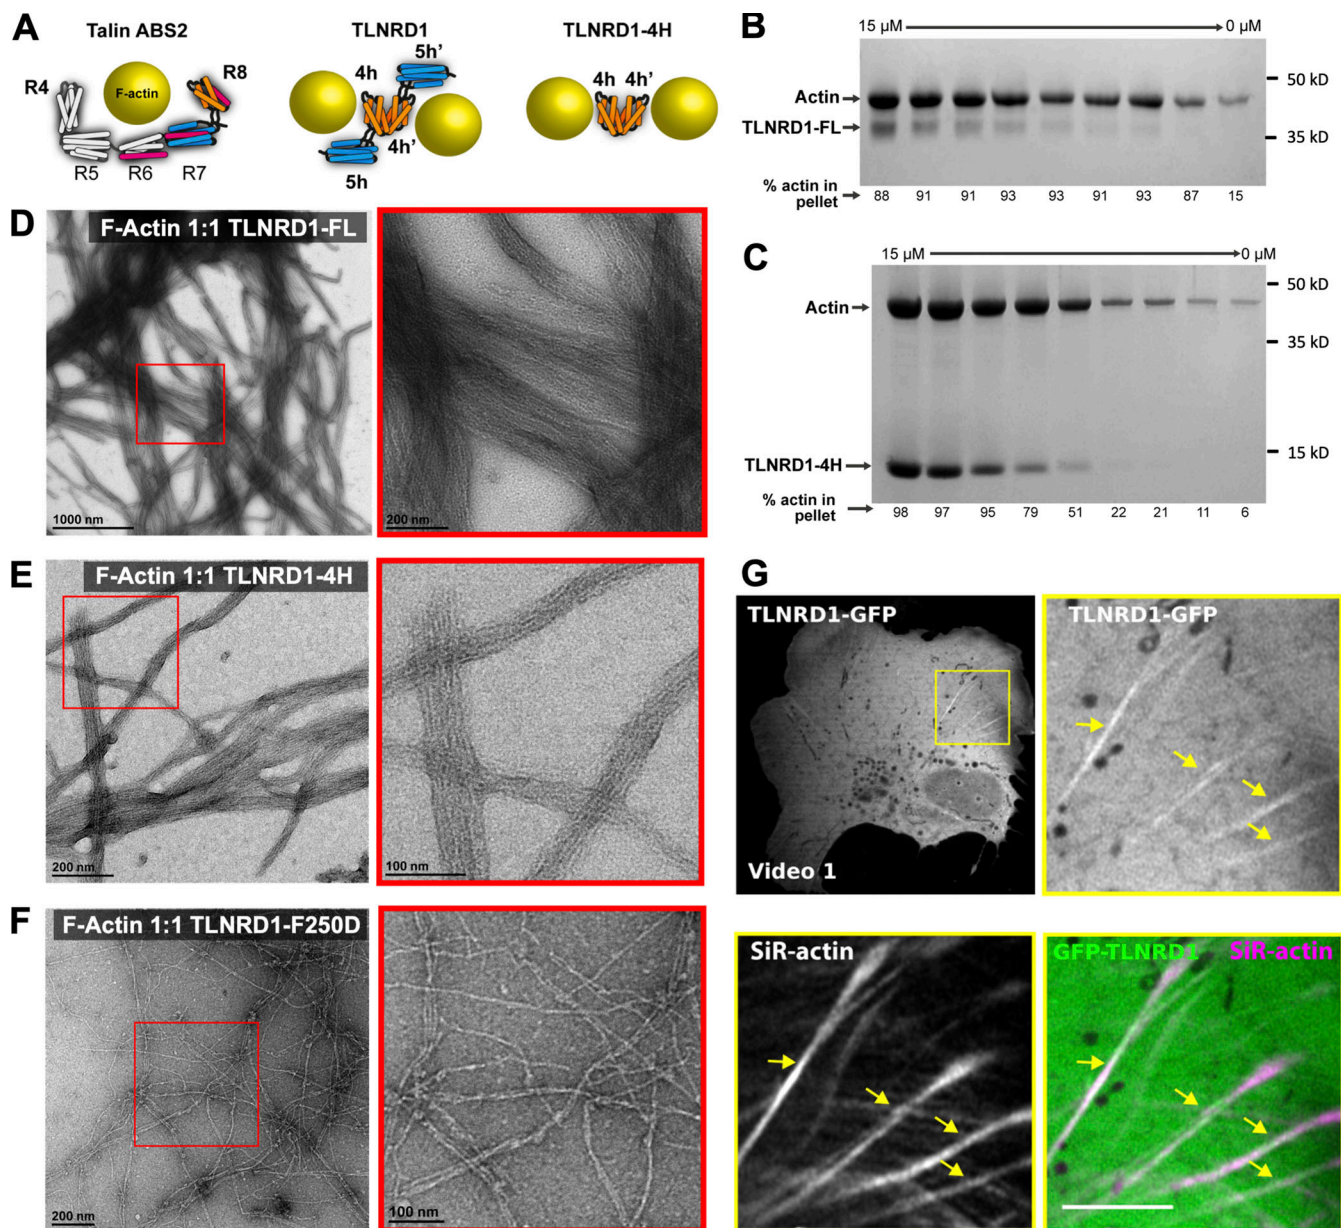 A
Talin ABS2
TLNRD1
TLNRD1-4H
R4
F-actin
R8
R5
R6
R7
4h
5h'
4h'
5h
4h
4h'
B
15 µM
0 µM
Actin
50 kD
TLNRD1-FL
35 kD
% actin in
pellet
88 91 91 93 93 91 93 87 15
C
15 µM
0 µM
Actin
50 kD
35 kD
TLNRD1-4H
15 kD
% actin in
pellet
98 97 95 79 51 22 21 11 6
D
F-Actin 1:1 TLNRD1-FL
1000 nm
200 nm
E
F-Actin 1:1 TLNRD1-4H
200 nm
100 nm
F
F-Actin 1:1 TLNRD1-F250D
200 nm
100 nm
G
TLNRD1-GFP
Video 1
TLNRD1-GFP
SiR-actin
GFP-TLNRD1
SiR-actin